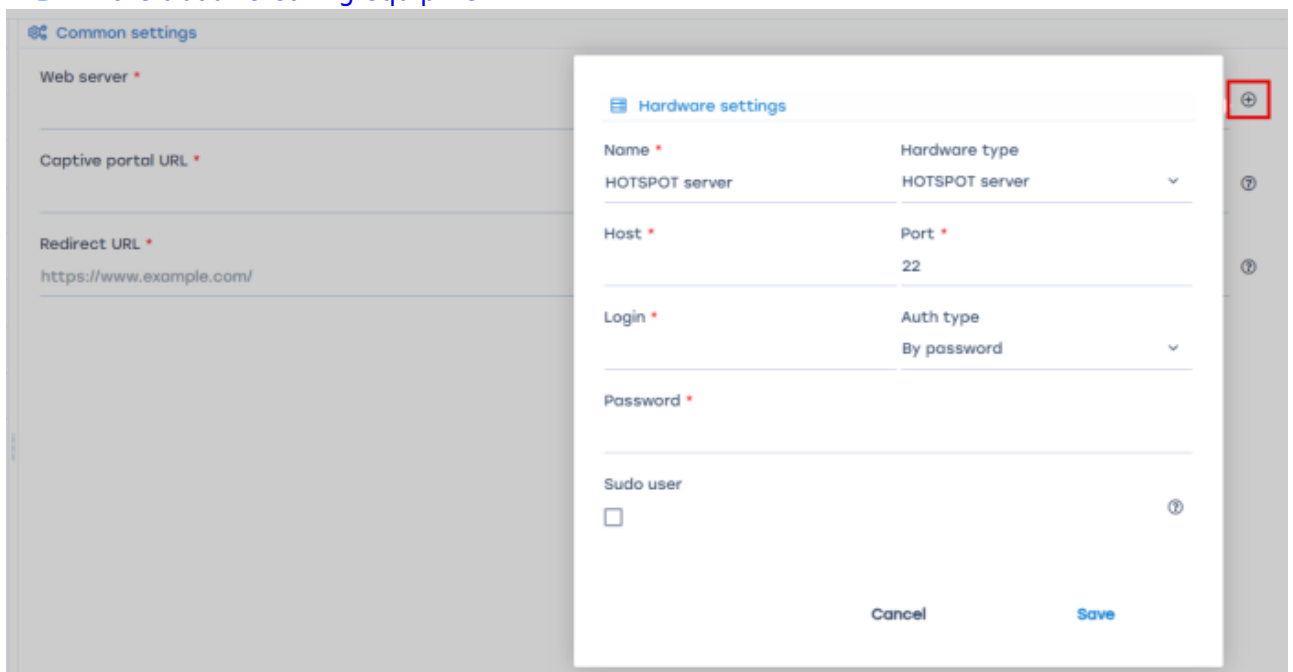 Common settings
Web server *
Captive portal URL *
Redirect URL *
https://www.example.com/
Hardware settings
Name * Hardware type
HOTSPOT server HOTSPOT server
Host * Port *
22
Login * Auth type
By password
Password *
Sudo user
Cancel Save